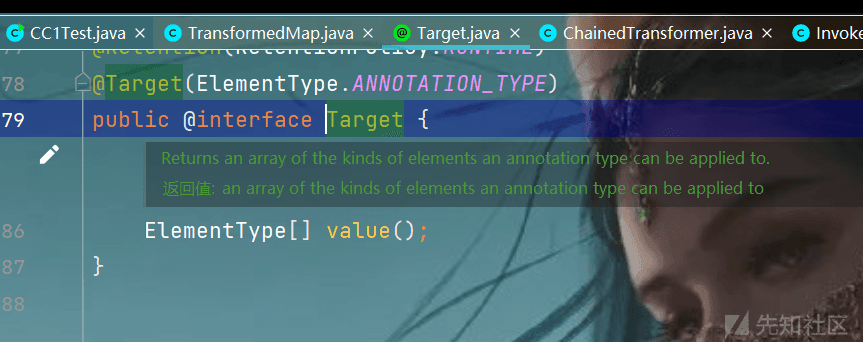 CC1Test.java × TransformedMap.java × Target.java × ChainedTransformer.java × Invoke
77 @Retention(RetentionPolicy.RUNTIME)
78 @Target(ElementType.ANNOTATION_TYPE)
79 public @interface Target {
Returns an array of the kinds of elements an annotation type can be applied to.
返回值: an array of the kinds of elements an annotation type can be applied to
86 ElementType[] value();
87 }
88
先知社区